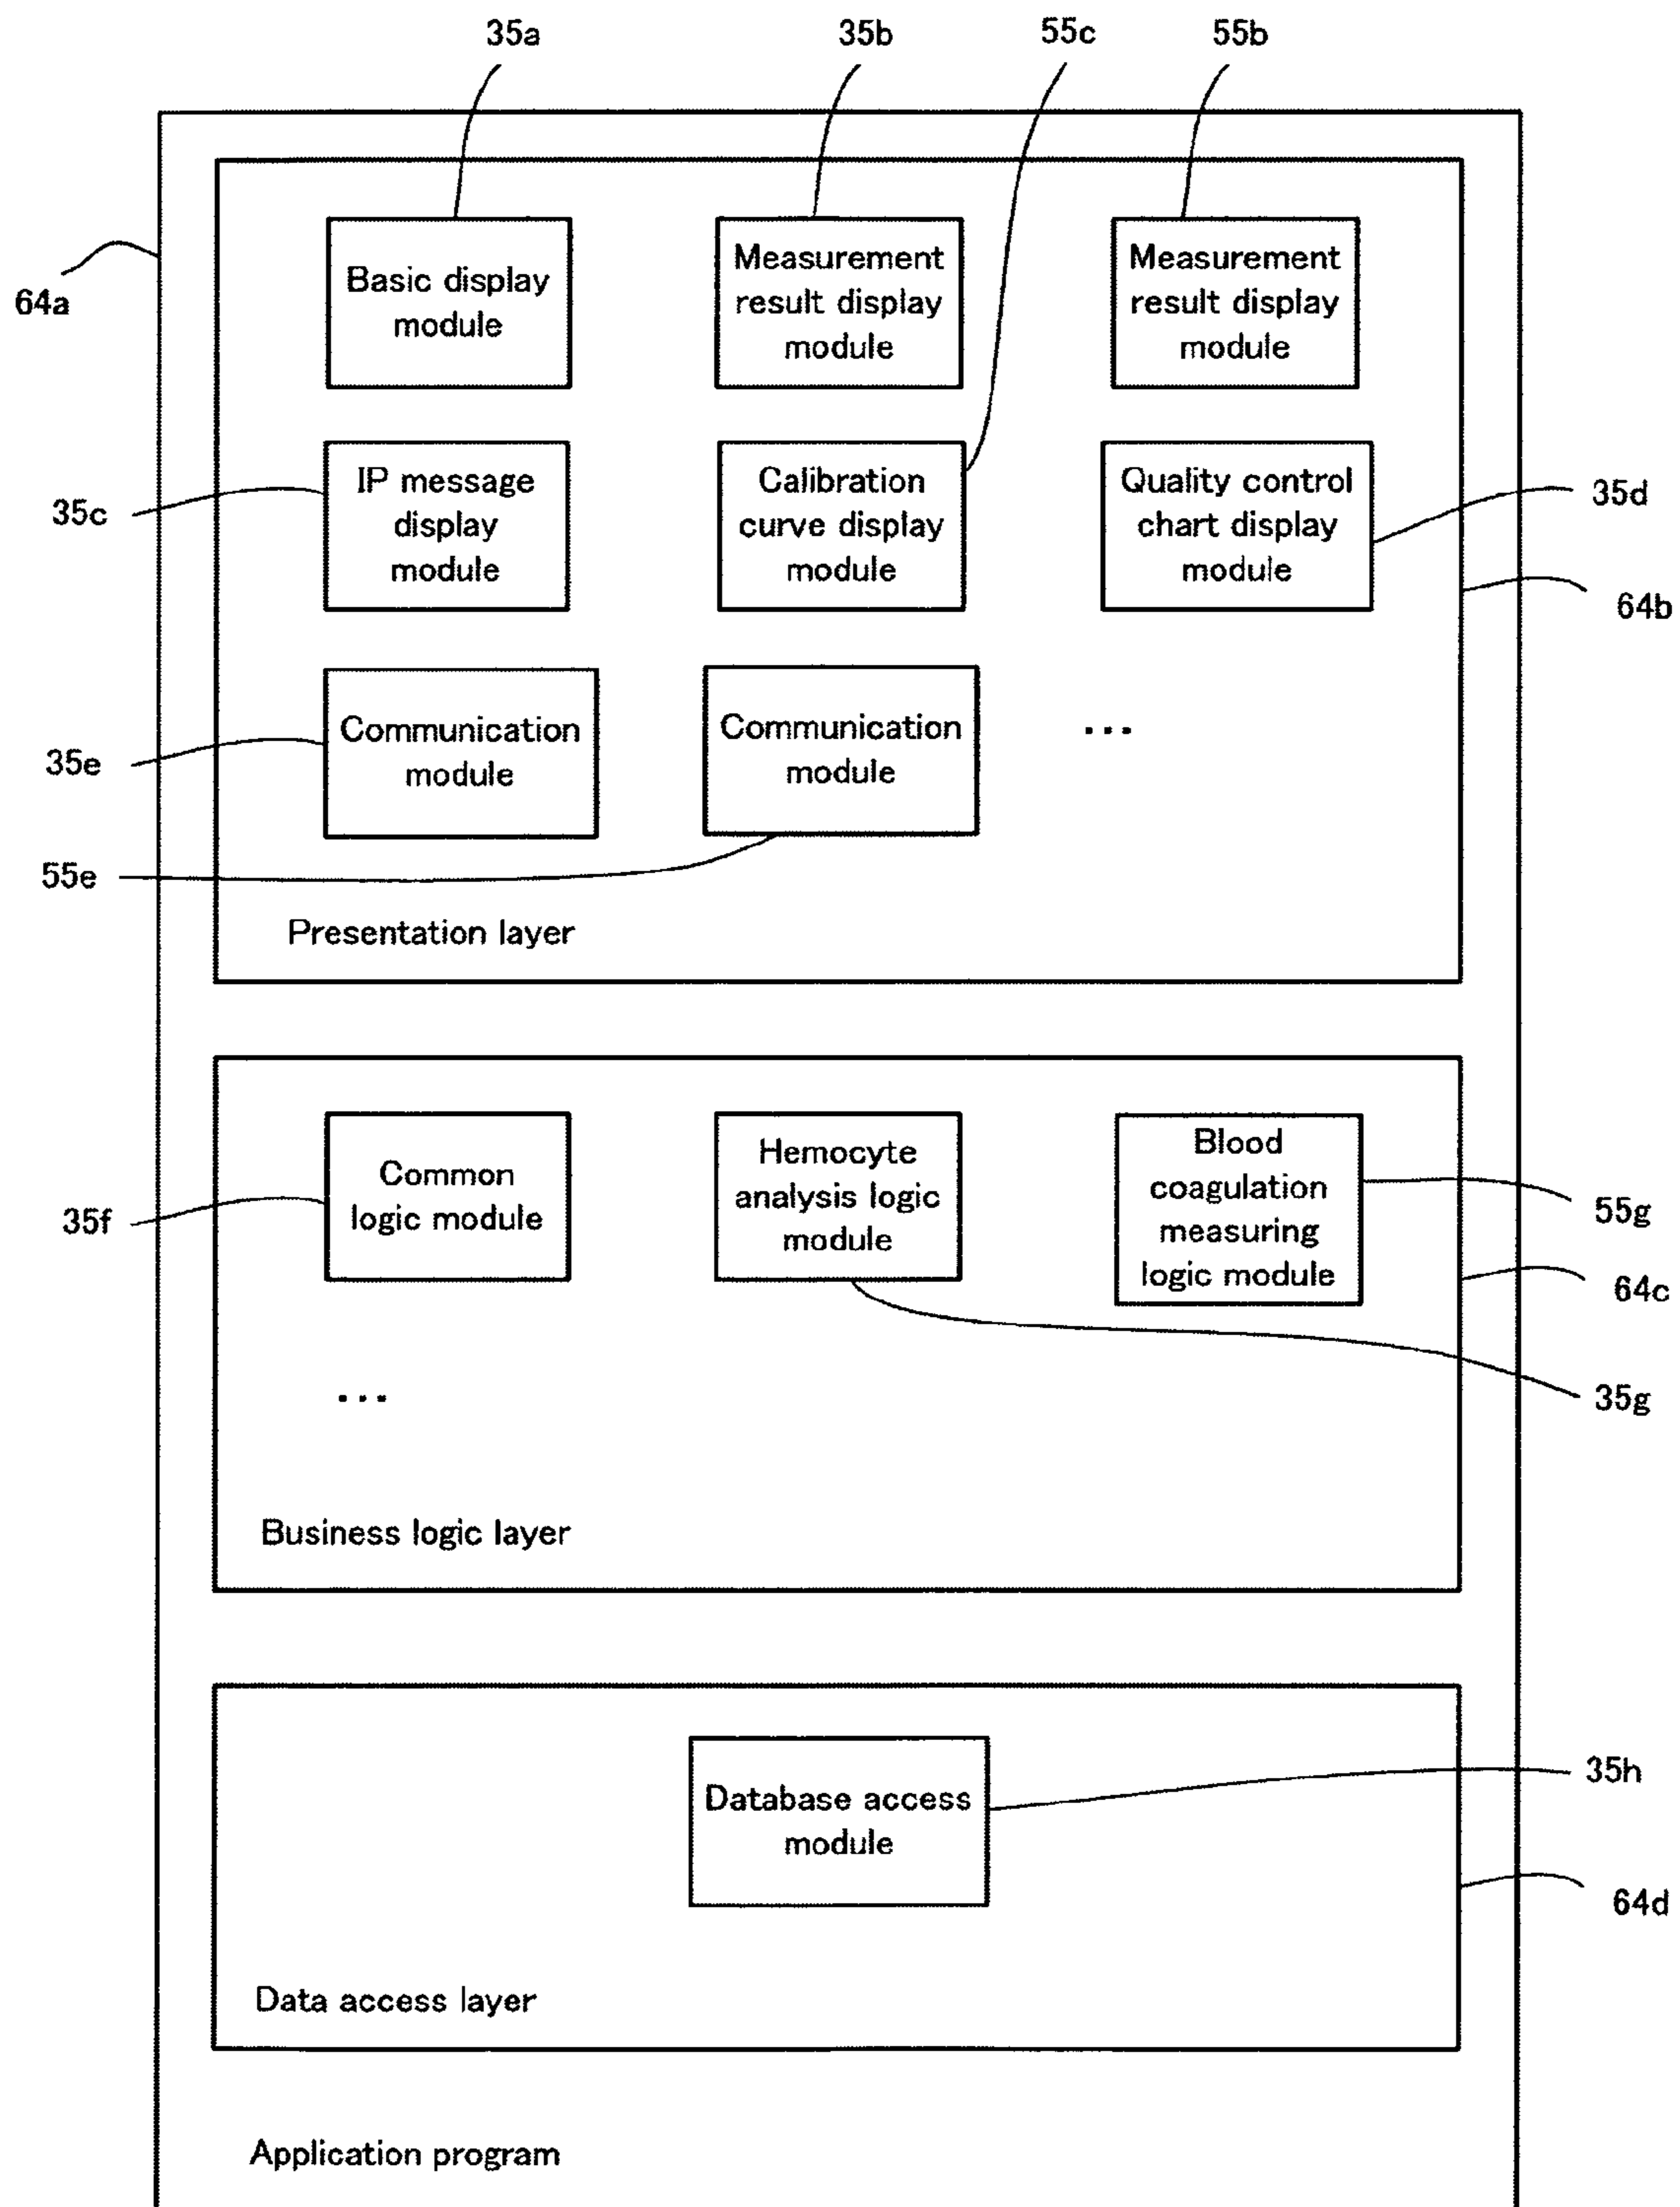 35a
35b
55c
55b
64a
Basic display
module
Measurement
result display
module
Measurement
result display
module
35c
IP message
display
module
Calibration
curve display
module
Quality control
chart display
module
35d
64b
35e
Communication
module
Communication
module
...
55e
Presentation layer
35f
Common
logic module
Hemocyte
analysis logic
module
Blood
coagulation
measuring
logic module
55g
64c
35g
...
Business logic layer
Database access
module
35h
64d
Data access layer
Application program